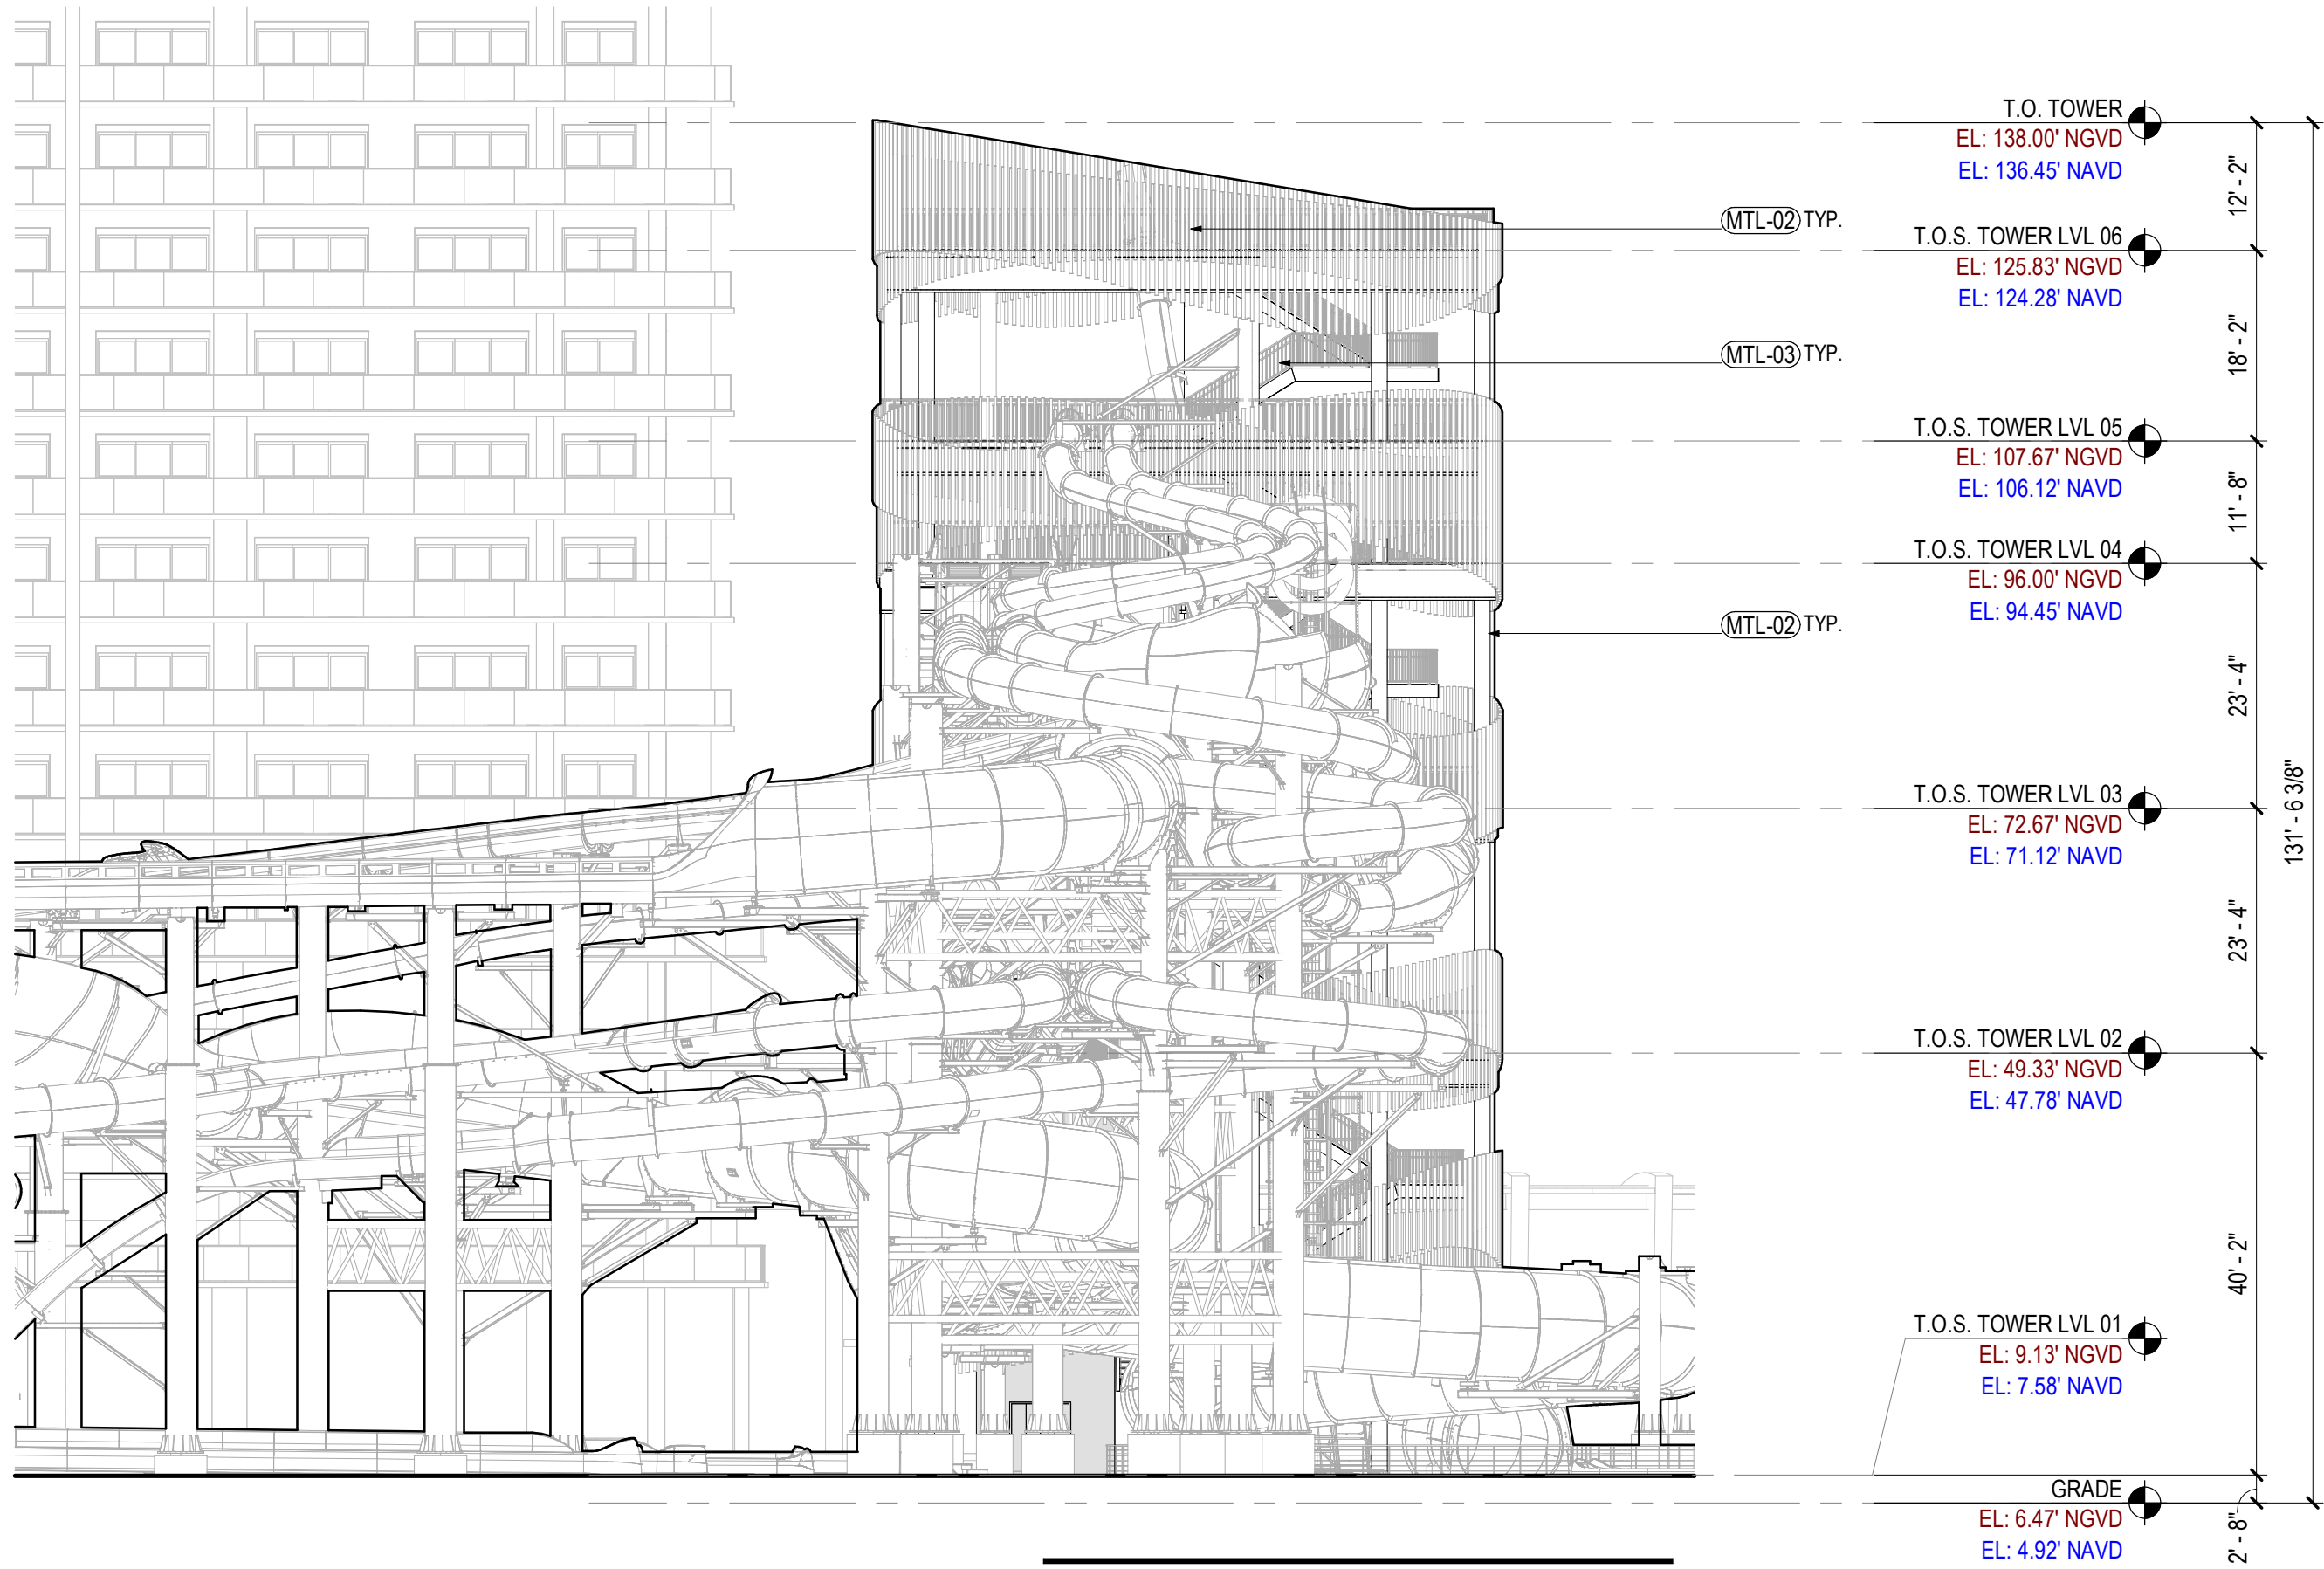 T.O. TOWER
EL: 138.00' NGVD
EL: 136.45' NAVD
12' - 2"
MTL-02 TYP.
T.O.S. TOWER LVL 06
EL: 125.83' NGVD
EL: 124.28' NAVD
18' - 2"
MTL-03 TYP.
T.O.S. TOWER LVL 05
EL: 107.67' NGVD
EL: 106.12' NAVD
11' - 8"
T.O.S. TOWER LVL 04
EL: 96.00' NGVD
EL: 94.45' NAVD
MTL-02 TYP.
23' - 4"
T.O.S. TOWER LVL 03
EL: 72.67' NGVD
EL: 71.12' NAVD
131' - 6 3/8"
23' - 4"
T.O.S. TOWER LVL 02
EL: 49.33' NGVD
EL: 47.78' NAVD
40' - 2"
T.O.S. TOWER LVL 01
EL: 9.13' NGVD
EL: 7.58' NAVD
GRADE
EL: 6.47' NGVD
EL: 4.92' NAVD
2' - 8"